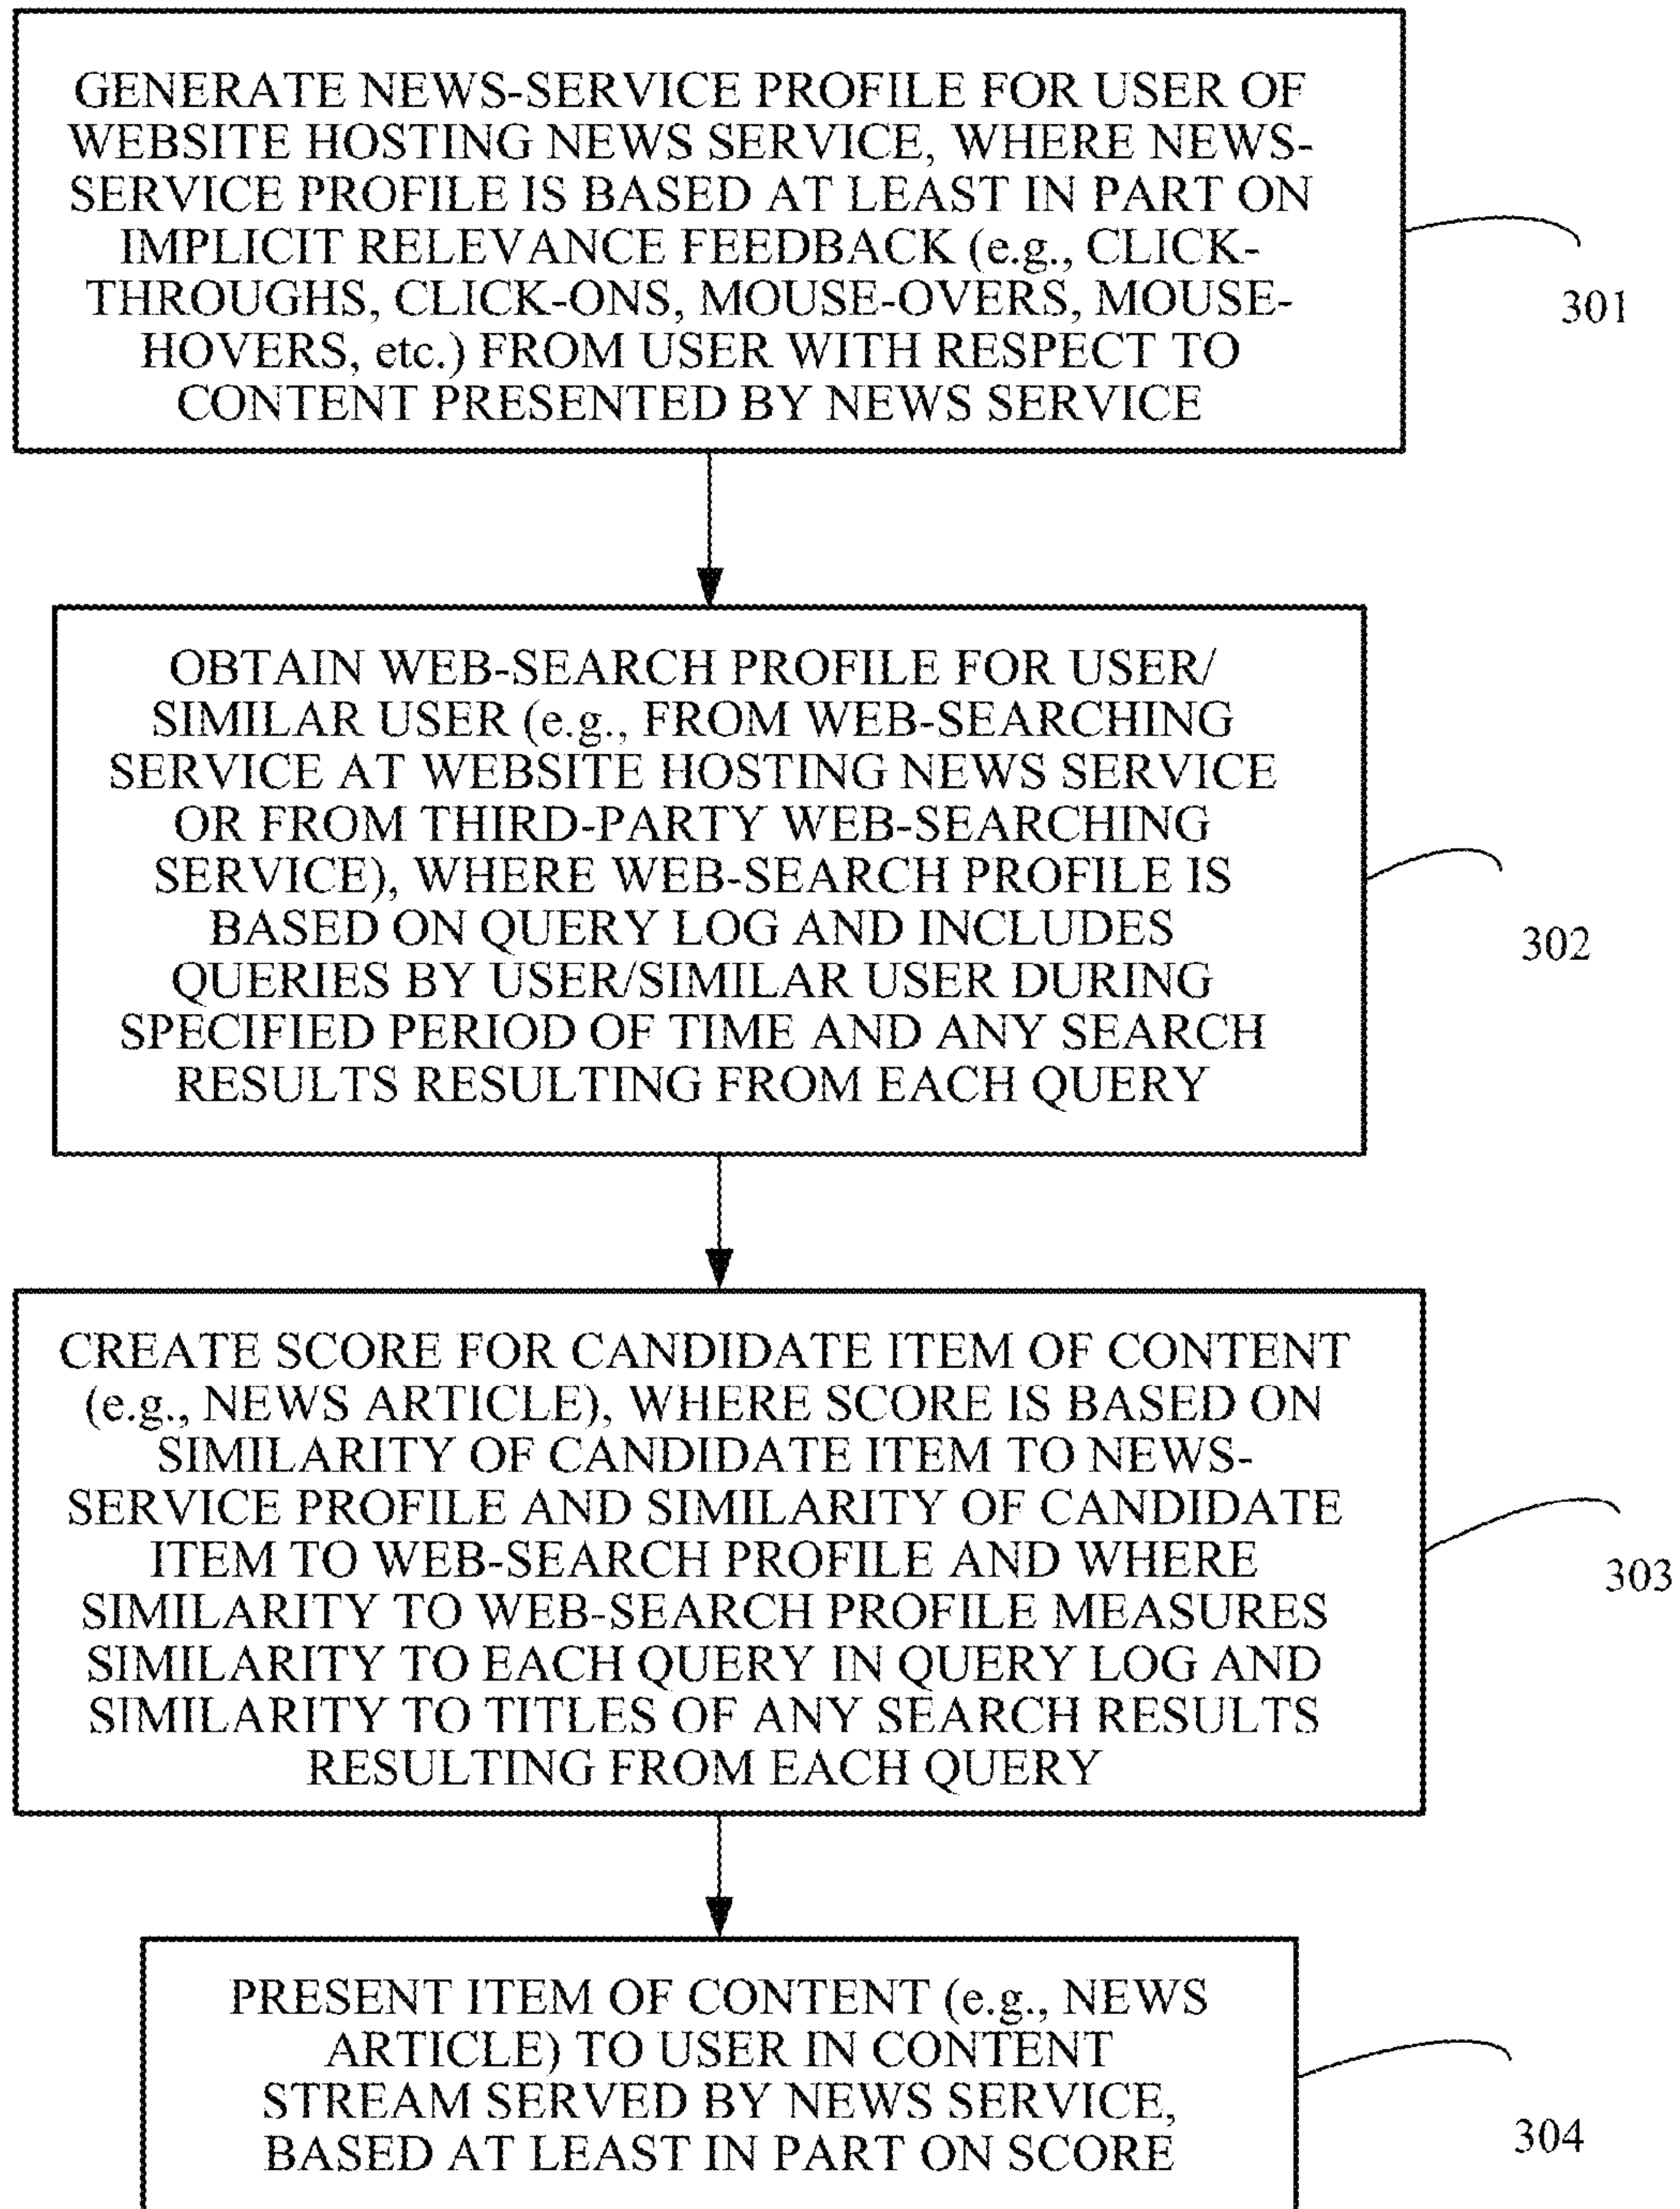 GENERATE NEWS-SERVICE PROFILE FOR USER OF
WEBSITE HOSTING NEWS SERVICE, WHERE NEWS-
SERVICE PROFILE IS BASED AT LEAST IN PART ON
IMPLICIT RELEVANCE FEEDBACK (e.g., CLICK-
THROUGHS, CLICK-ONS, MOUSE-OVERS, MOUSE-
HOVERS, etc.) FROM USER WITH RESPECT TO
CONTENT PRESENTED BY NEWS SERVICE
301
OBTAIN WEB-SEARCH PROFILE FOR USER/
SIMILAR USER (e.g., FROM WEB-SEARCHING
SERVICE AT WEBSITE HOSTING NEWS SERVICE
OR FROM THIRD-PARTY WEB-SEARCHING
SERVICE), WHERE WEB-SEARCH PROFILE IS
BASED ON QUERY LOG AND INCLUDES
QUERIES BY USER/SIMILAR USER DURING
SPECIFIED PERIOD OF TIME AND ANY SEARCH
RESULTS RESULTING FROM EACH QUERY
302
CREATE SCORE FOR CANDIDATE ITEM OF CONTENT
(e.g., NEWS ARTICLE), WHERE SCORE IS BASED ON
SIMILARITY OF CANDIDATE ITEM TO NEWS-
SERVICE PROFILE AND SIMILARITY OF CANDIDATE
ITEM TO WEB-SEARCH PROFILE AND WHERE
SIMILARITY TO WEB-SEARCH PROFILE MEASURES
SIMILARITY TO EACH QUERY IN QUERY LOG AND
SIMILARITY TO TITLES OF ANY SEARCH RESULTS
RESULTING FROM EACH QUERY
303
PRESENT ITEM OF CONTENT (e.g., NEWS
ARTICLE) TO USER IN CONTENT
STREAM SERVED BY NEWS SERVICE,
BASED AT LEAST IN PART ON SCORE
304